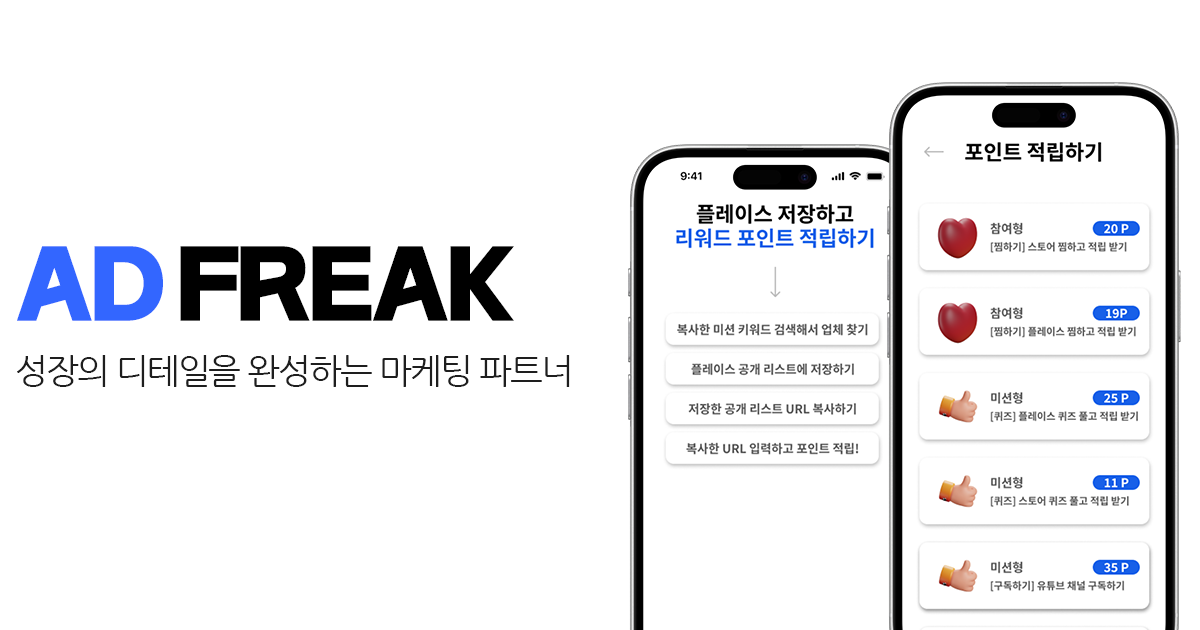 AD FREAK
성장의 디테일을 완성하는 마케팅 파트너
9:41
플레이스 저장하고
리워드 포인트 적립하기
복사한 미션 키워드 검색해서 업체 찾기
플레이스 공개 리스트에 저장하기
저장한 공개 리스트 URL 복사하기
복사한 URL 입력하고 포인트 적립!
포인트 적립하기
참여형 20 P
[찜하기] 스토어 찜하고 적립 받기
참여형 19P
[찜하기] 플레이스 찜하고 적립 받기
미션형 25 P
[퀴즈] 플레이스 퀴즈 풀고 적립 받기
미션형 11 P
[퀴즈] 스토어 퀴즈 풀고 적립 받기
미션형 35 P
[구독하기] 유튜브 채널 구독하기